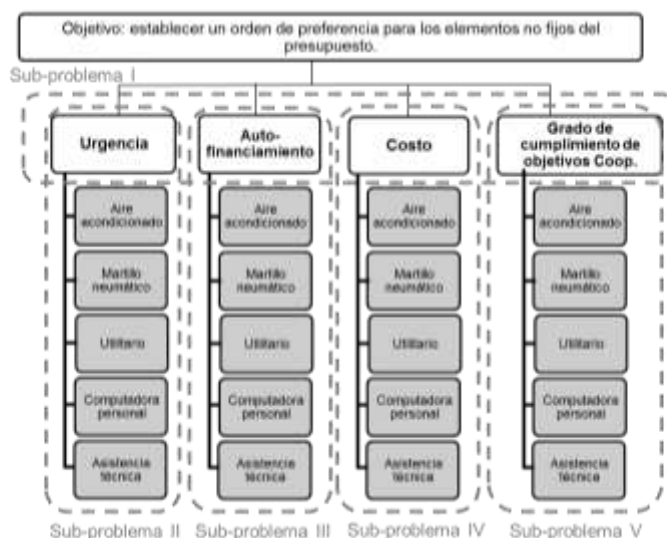 Objetivo: establecer un orden de preferencia para los elementos no fijos del
presupuesto.
Sub-problema I
Urgencia
Auto-
financiamiento
Costo
Grado de
cumplimiento de
objetivos Coop.
Aire
acondicionado
Aire
acondicionado
Aire
acondicionado
Aire
acondicionado
Martillo
neumático
Martillo
neumático
Martillo
neumático
Martillo
neumático
Utilitario
Utilitario
Utilitario
Utilitario
Computadora
personal
Computadora
personal
Computadora
personal
Computadora
personal
Asistencia
técnica
Asistencia
técnica
Asistencia
técnica
Asistencia
técnica
Sub-problema II
Sub-problema III
Sub-problema IV
Sub-problema V